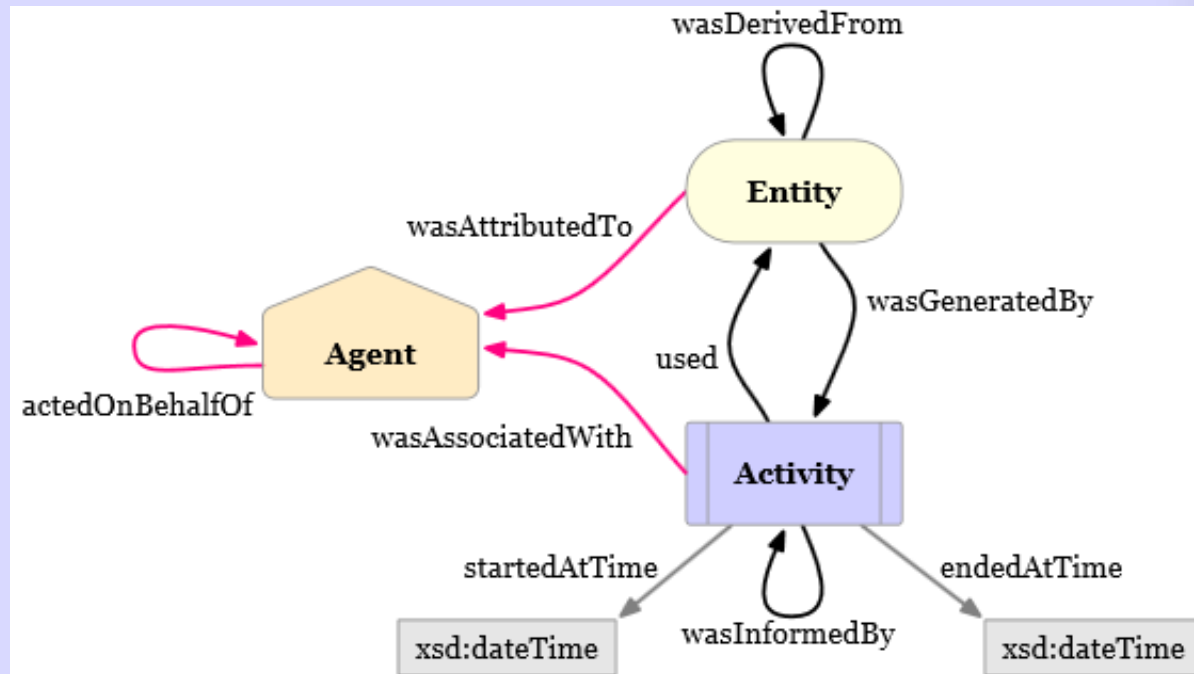 wasDerivedFrom
Entity
wasAttributedTo
wasGeneratedBy
Agent
used
actedOnBehalfOf
wasAssociatedWith
Activity
startedAtTime
endedAtTime
wasInformedBy
xsd:dateTime
xsd:dateTime